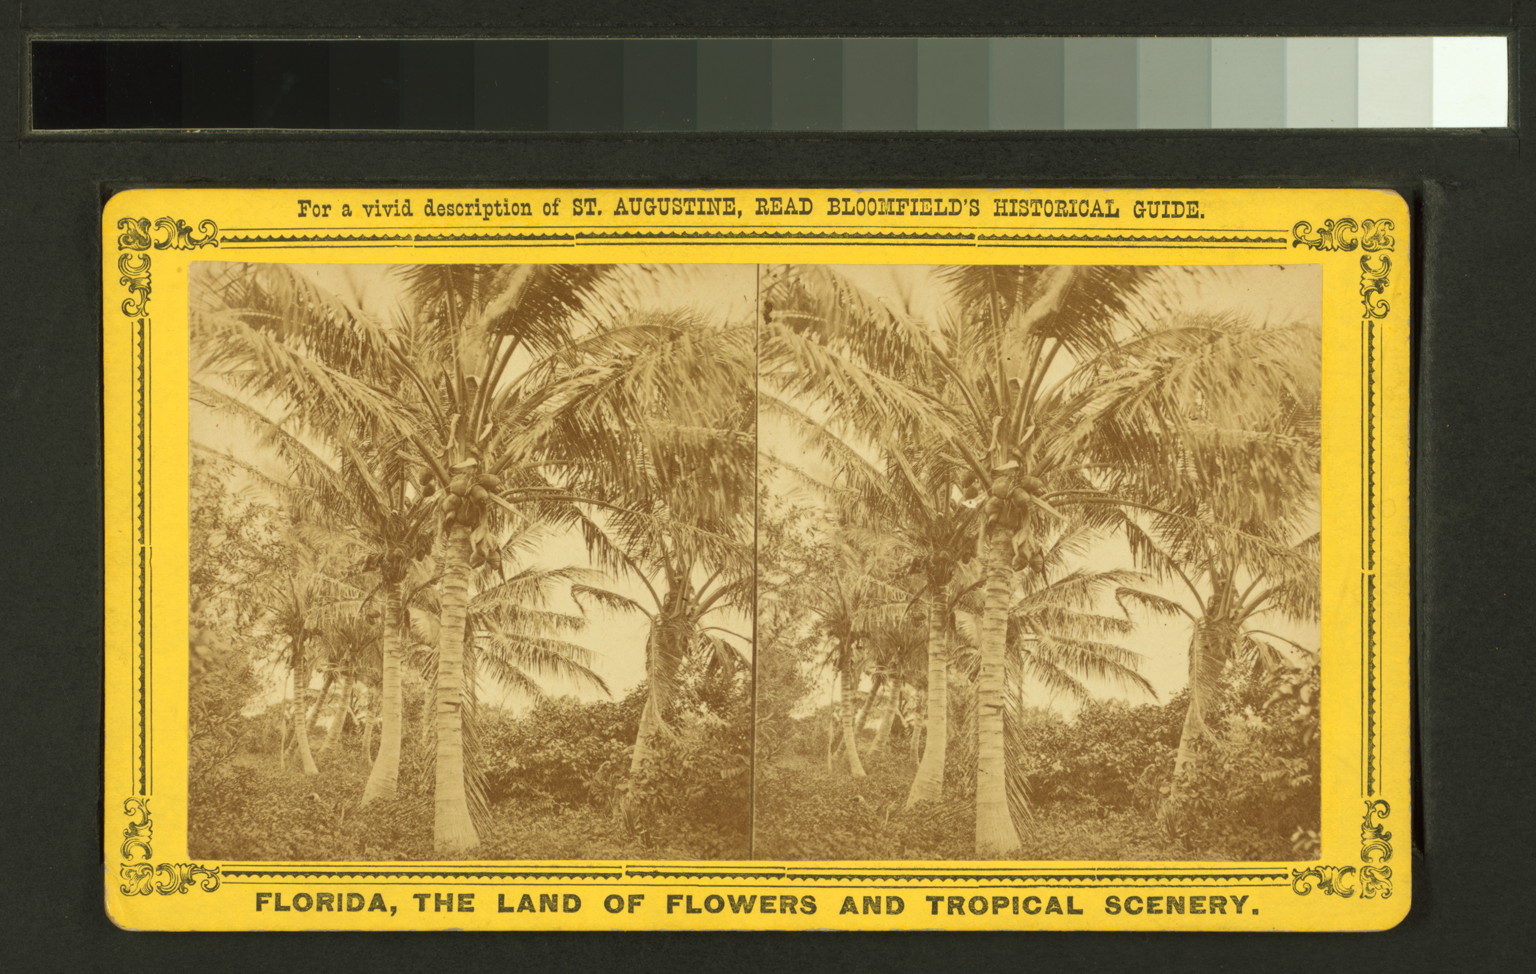 For a vivid description of ST. AUGUSTINE, READ BLOOMFIELD'S HISTORICAL GUIDE.
FLORIDA, THE LAND OF FLOWERS AND TROPICAL SCENERY.